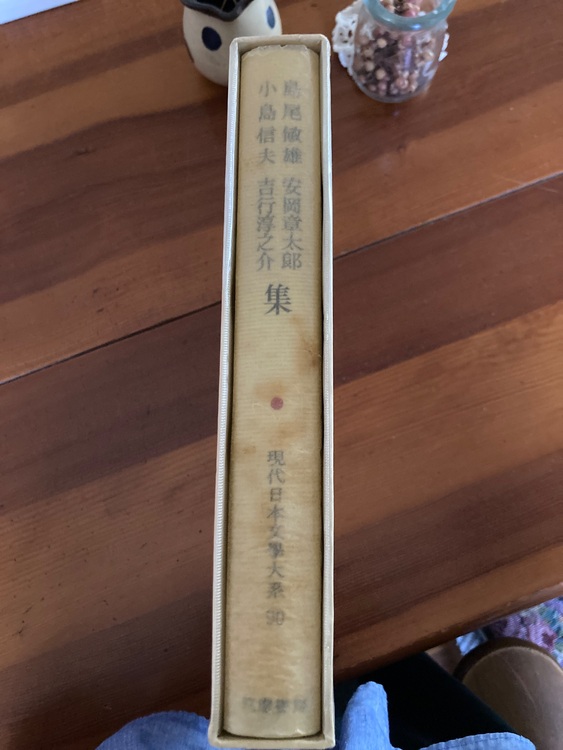 島尾敏雄 安岡章太郎
小島信夫 吉行淳之介
集
現代日本文學大系 90